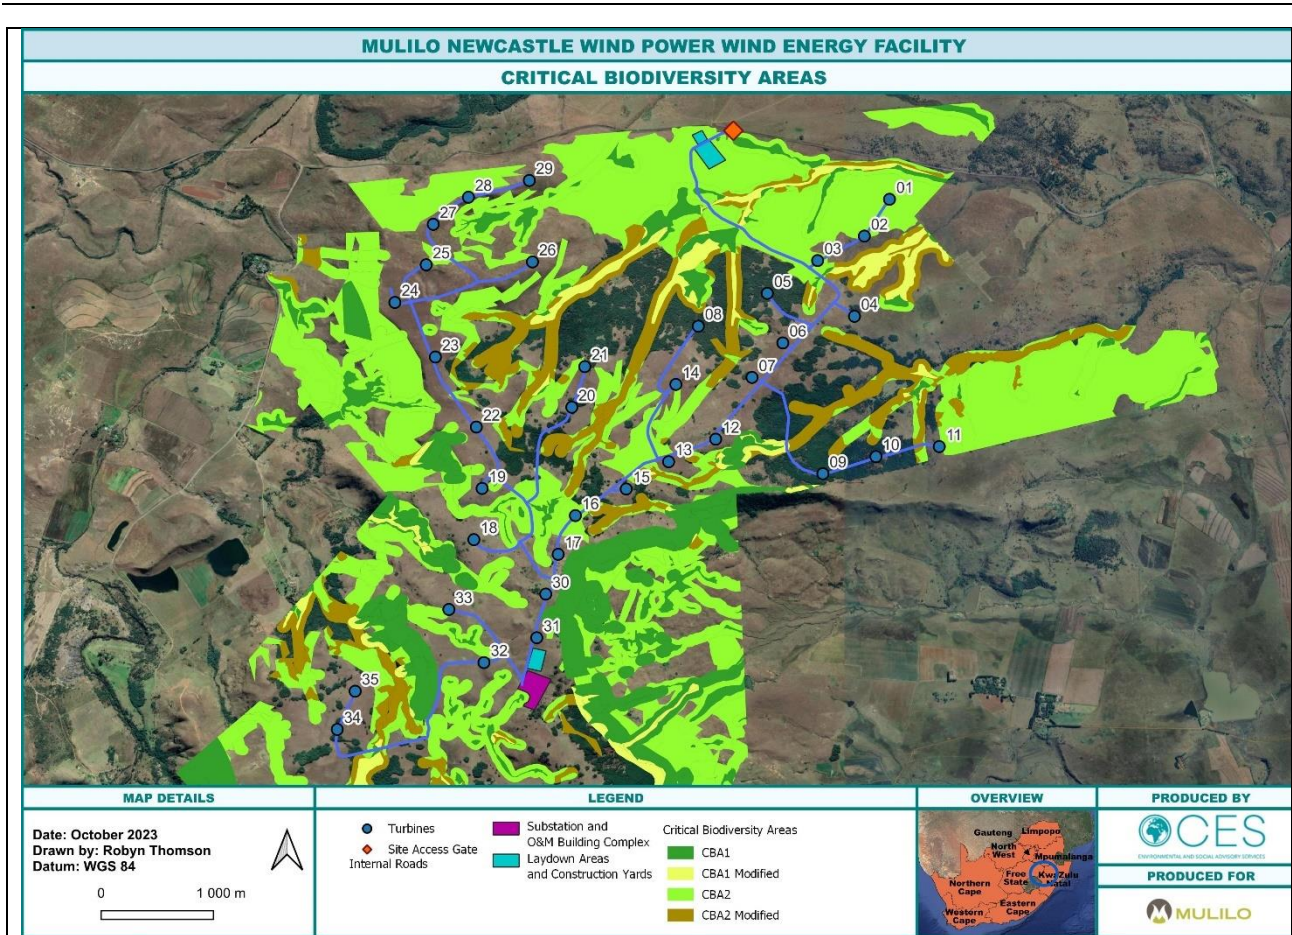 MULILO NEWCASTLE WIND POWER WIND ENERGY FACILITY
CRITICAL BIODIVERSITY AREAS
29
28
01
27
02
25
26
03
24
05
04
08
06
23
21
07
14
20
22
12
11
13
10
19
15
09
16
18
17
30
33
31
32
35
34
MAP DETAILS
Date: October 2023
Drawn by: Robyn Thomson
Datum: WGS 84
0 1 000 m
LEGEND
Turbines
Site Access Gate
Internal Roads
Substation and
O&M Building Complex
Laydown Areas
and Construction Yards
Critical Biodiversity Areas
CBA1
CBA1 Modified
CBA2
CBA2 Modified
OVERVIEW
Limpopo
Gauteng
North
West
Mpumalanga
Free
State
KwaZulu
Natal
Northern
Cape
Eastern
Cape
Western
Cape
PRODUCED BY
CES
ENVIRONMENTAL AND SOCIAL ADVISORY SERVICES
PRODUCED FOR
MULILO